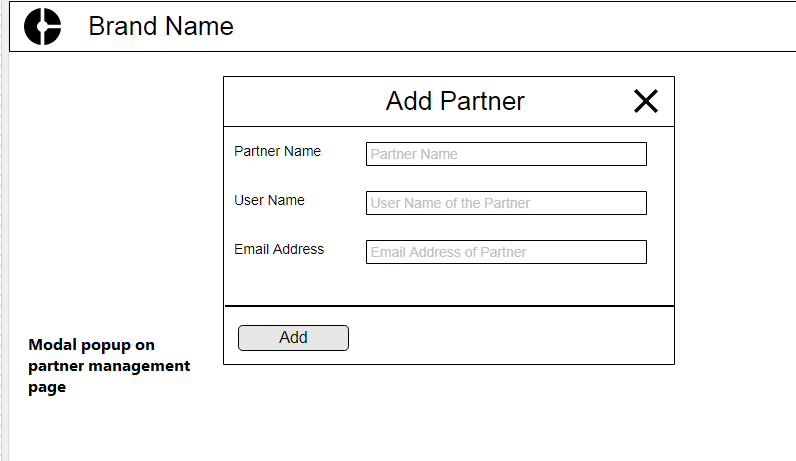 Brand Name
Add Partner
Partner Name
Partner Name
User Name
User Name of the Partner
Email Address
Email Address of Partner
Add
Modal popup on
partner management
page